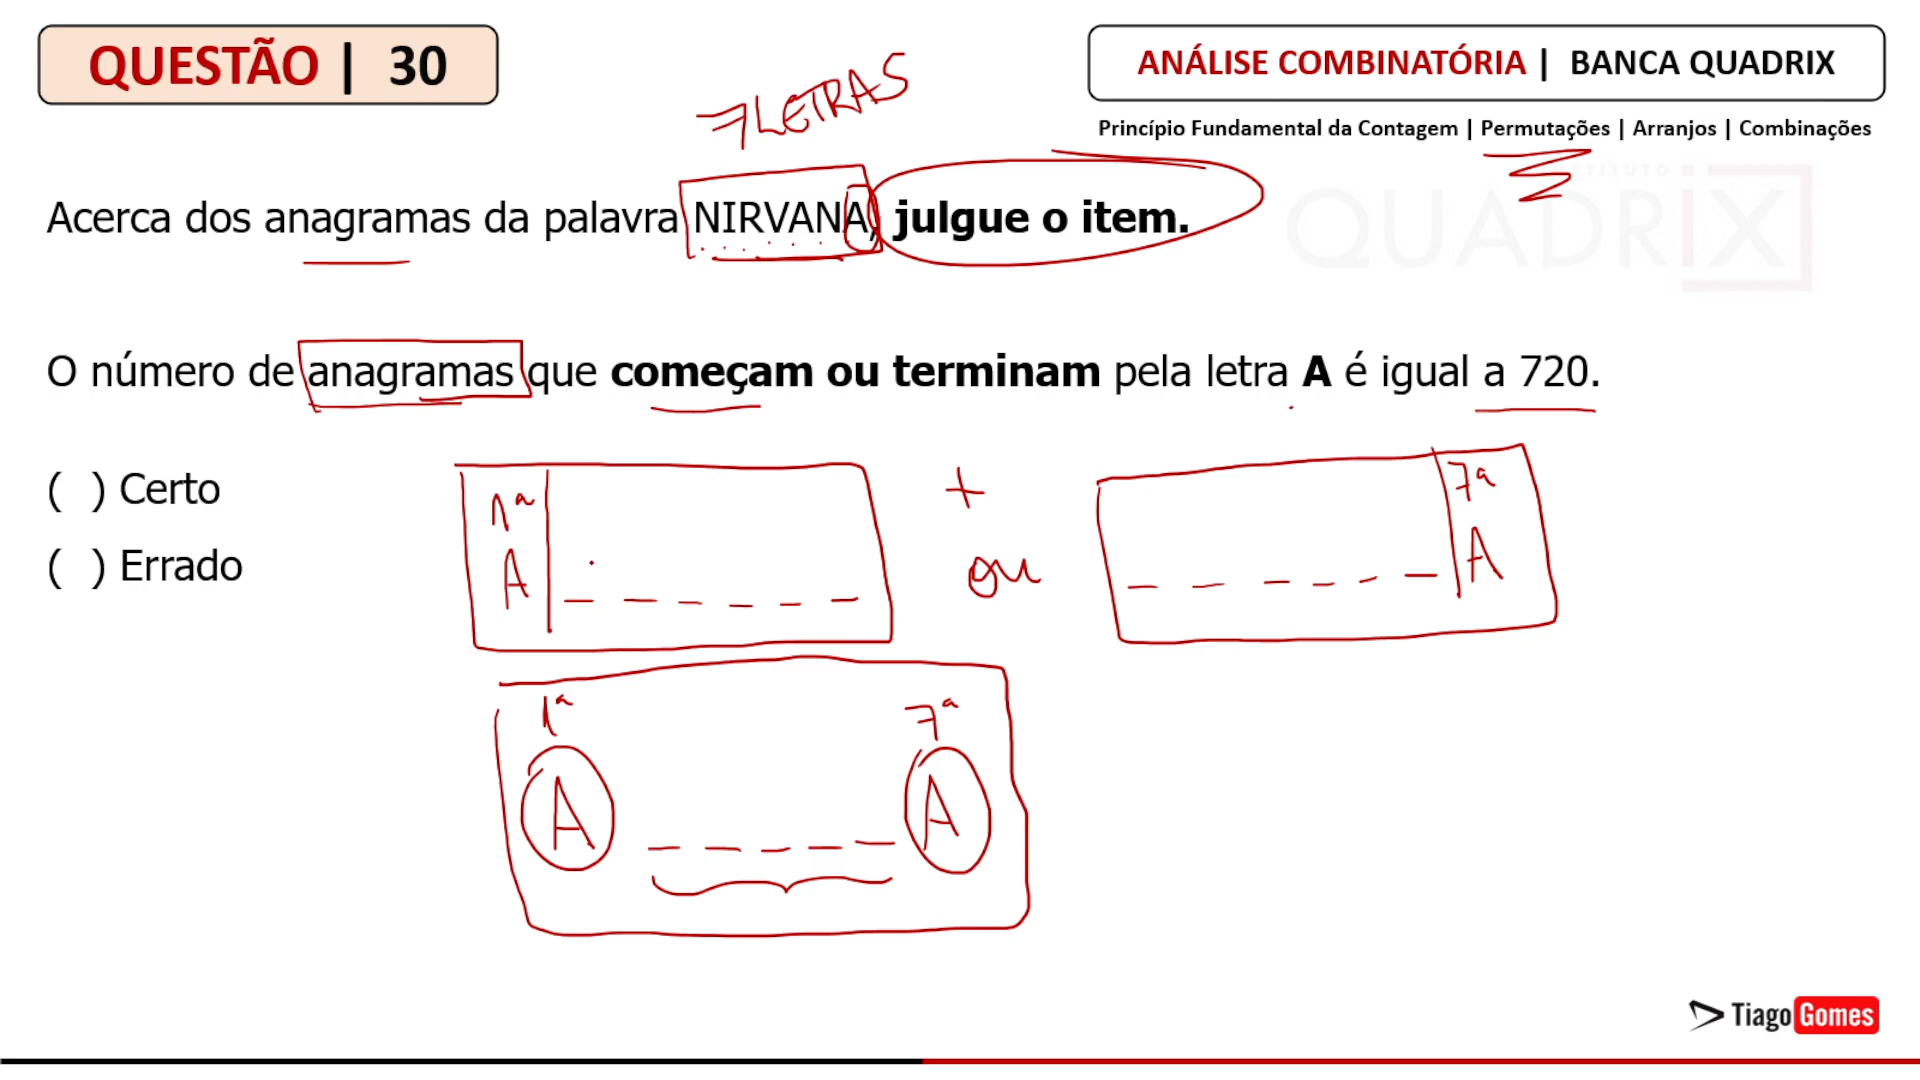 QUESTÃO | 30
ANÁLISE COMBINATÓRIA | BANCA QUADRIX
Princípio Fundamental da Contagem | Permutações | Arranjos | Combinações
7 LETRAS
INSTITUTO
QUADRIX
Acerca dos anagramas da palavra NIRVANA, julgue o item.
O número de anagramas que começam ou terminam pela letra A é igual a 720.
( ) Certo
( ) Errado
1ª
A _ _ _ _ _ _
+
ou
7ª
_ _ _ _ _ _ A
1ª 7ª
A _ _ _ _ _ A
Tiago Gomes